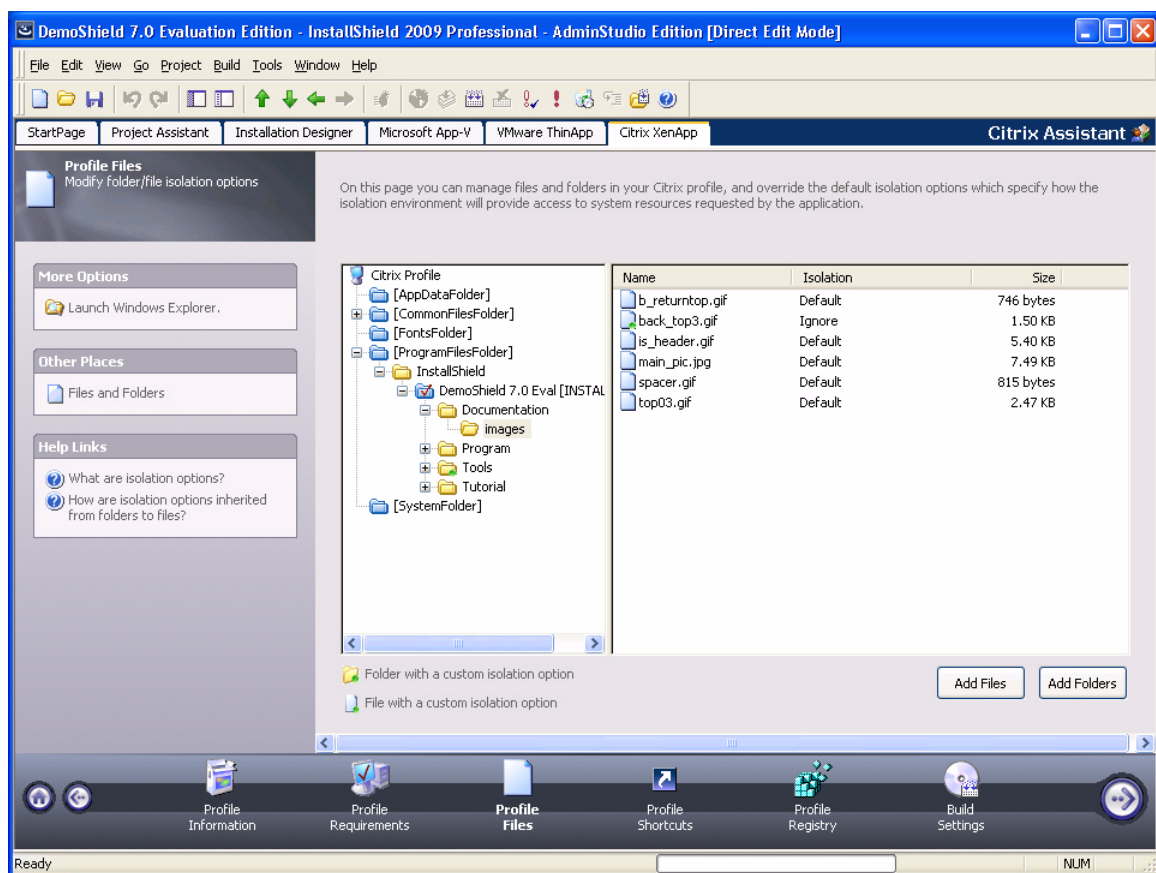 DemoShield 7.0 Evaluation Edition - InstallShield 2009 Professional - AdminStudio Edition [Direct Edit Mode]
File Edit View Go Project Build Tools Window Help
StartPage Project Assistant Installation Designer Microsoft App-V VMware ThinApp Citrix XenApp Citrix Assistant
Profile Files
Modify folder/file isolation options
On this page you can manage files and folders in your Citrix profile, and override the default isolation options which specify how the
isolation environment will provide access to system resources requested by the application.
More Options
Launch Windows Explorer.
Other Places
Files and Folders
Help Links
What are isolation options?
How are isolation options inherited
from folders to files?
Citrix Profile
[AppDataFolder]
[CommonFilesFolder]
[FontsFolder]
[ProgramFilesFolder]
InstallShield
DemoShield 7.0 Eval [INSTAL
Documentation
images
Program
Tools
Tutorial
[SystemFolder]
Name Isolation Size
b_returntop.gif Default 746 bytes
back_top3.gif Ignore 1.50 KB
is_header.gif Default 5.40 KB
main_pic.jpg Default 7.49 KB
spacer.gif Default 815 bytes
top03.gif Default 2.47 KB
Folder with a custom isolation option
File with a custom isolation option
Add Files Add Folders
Profile Information
Profile Requirements
Profile Files
Profile Shortcuts
Profile Registry
Build Settings
Ready NUM